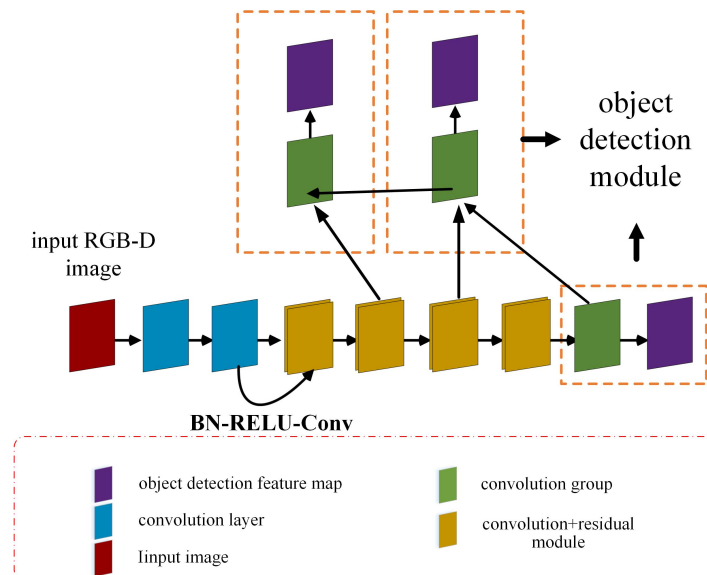 object
detection
module
input RGB-D
image
BN-RELU-Conv
object detection feature map
convolution group
convolution layer
convolution+residual
module
Iinput image